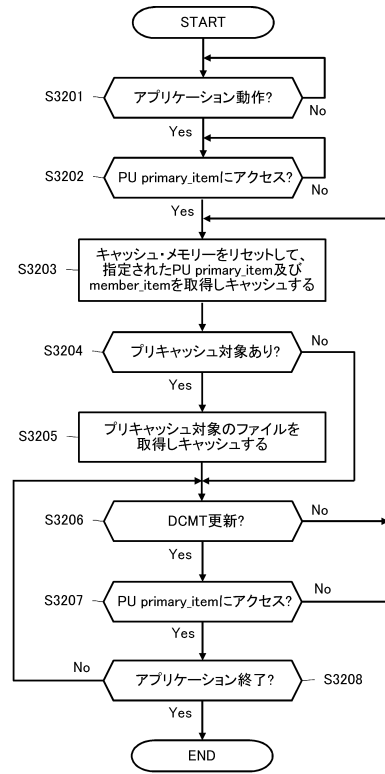 START
S3201
アプリケーション動作?
No
Yes
S3202
PU primary_itemにアクセス?
No
Yes
S3203
キャッシュ・メモリーをリセットして、
指定されたPU primary_item及び
member_itemを取得しキャッシュする
S3204
プリキャッシュ対象あり?
No
Yes
S3205
プリキャッシュ対象のファイルを
取得しキャッシュする
S3206
DCMT更新?
No
Yes
S3207
PU primary_itemにアクセス?
No
Yes
No
アプリケーション終了?
S3208
Yes
END